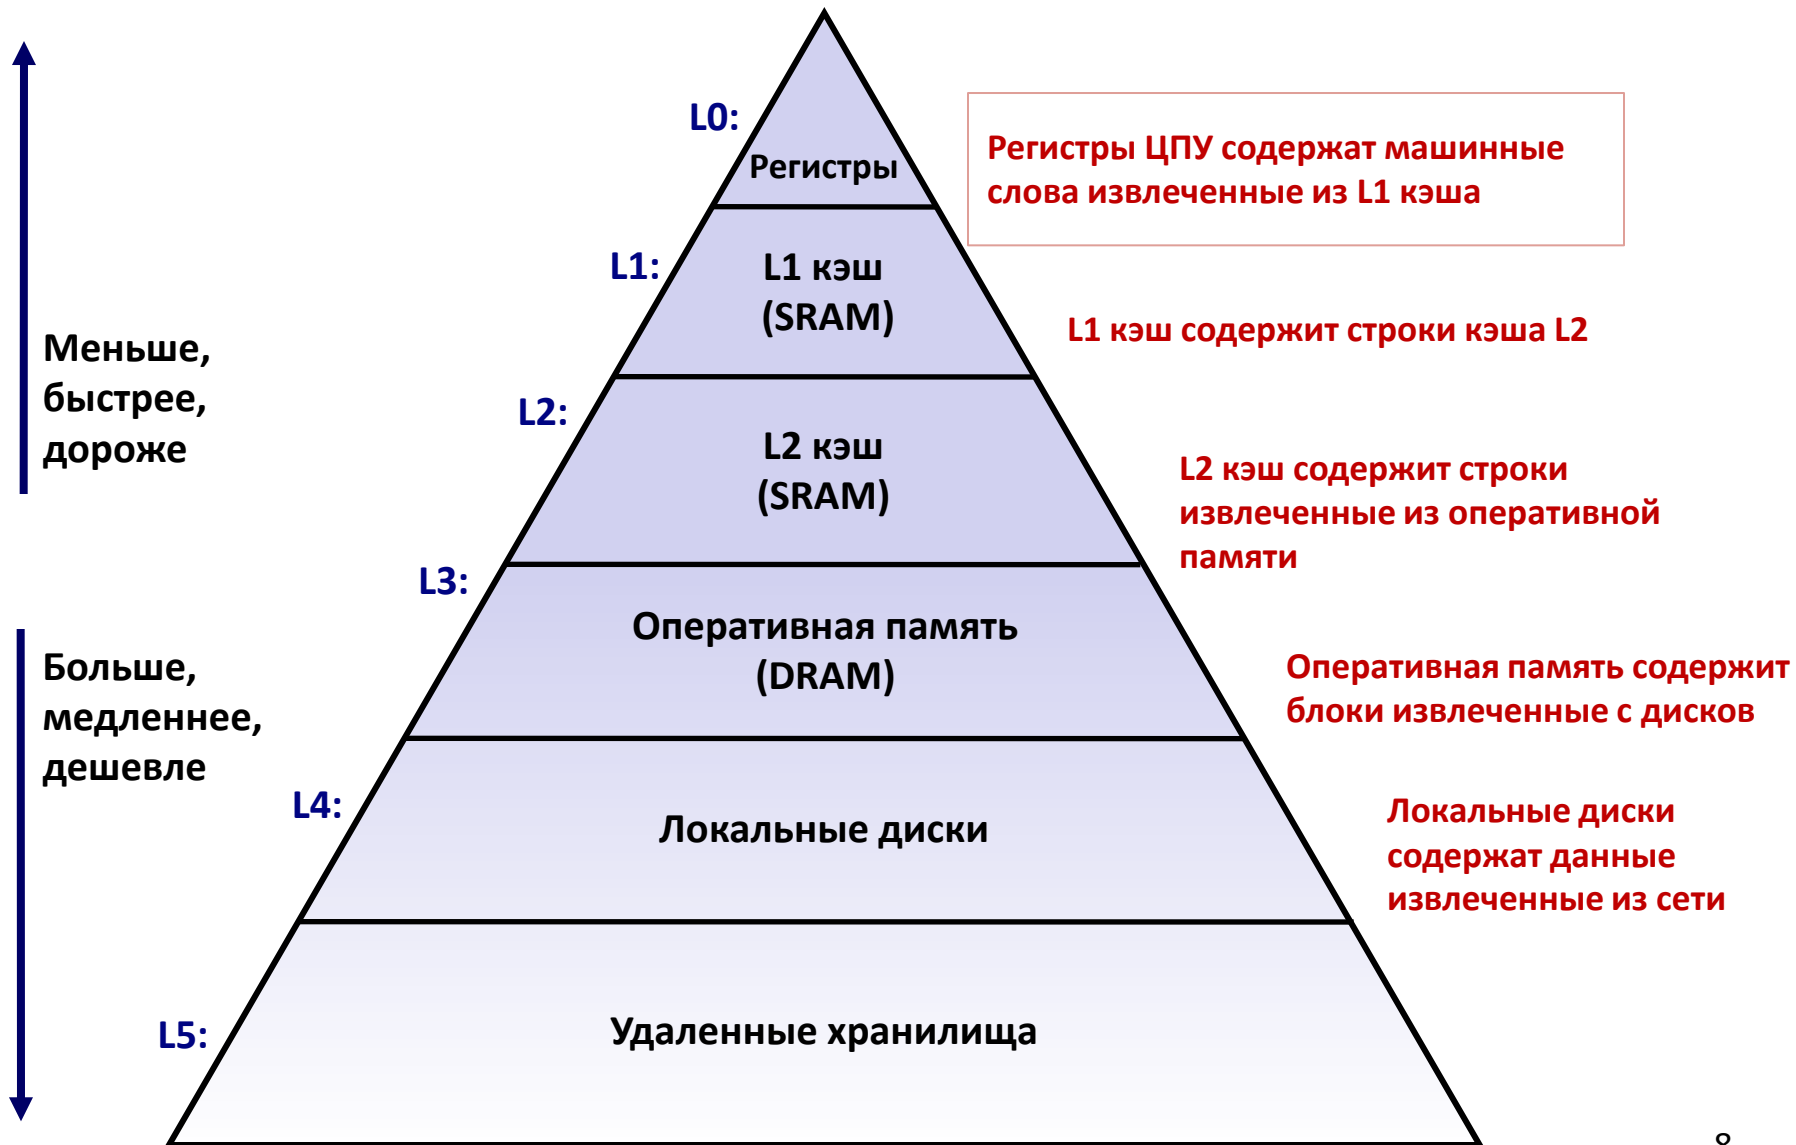 L0:
Регистры
Регистры ЦПУ содержат машинные
слова извлеченные из L1 кэша
L1:
L1 кэш
(SRAM)
L1 кэш содержит строки кэша L2
Меньше,
быстрее,
дороже
L2:
L2 кэш
(SRAM)
L2 кэш содержит строки
извлеченные из оперативной
памяти
L3:
Оперативная память
(DRAM)
Оперативная память содержит
блоки извлеченные с дисков
Больше,
медленнее,
дешевле
L4:
Локальные диски
Локальные диски
содержат данные
извлеченные из сети
L5:
Удаленные хранилища
8